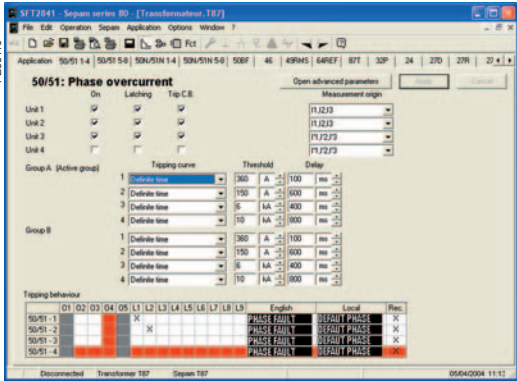 SFT2841 - Sepam series 80 - [Transformateur.T87]
File Edit Operation Sepam Application Options Window ?
Fct
Application 50/51 1-4 50/51 5-8 50N/51N 1-4 50N/51N 5-8 50BF 46 49RMS 64REF 87T 32P 24 27D 27R 27
50/51: Phase overcurrent
Open advanced parameters Apply Cancel
On Latching Trip C.B. Measurement origin
Unit 1 I1,I2,I3
Unit 2 I1,I2,I3
Unit 3 I'1,I'2,I'3
Unit 4 I'1,I'2,I'3
Group A (Active group) Tripping curve Threshold Delay
1 Definite time 360 A 100 ms
2 Definite time 150 A 600 ms
3 Definite time 6 kA 400 ms
4 Definite time 10 kA 800 ms
Group B
1 Definite time 360 A 100 ms
2 Definite time 150 A 600 ms
3 Definite time 6 kA 400 ms
4 Definite time 10 kA 800 ms
Tripping behaviour
O1 O2 O3 O4 O5 L1 L2 L3 L4 L5 L6 L7 L8 L9 English Local Rec.
50/51 - 1 X PHASE FAULT DEFAUT PHASE X
50/51 - 2 X PHASE FAULT DEFAUT PHASE X
50/51 - 3 PHASE FAULT DEFAUT PHASE X
50/51 - 4 PHASE FAULT DEFAUT PHASE X
Disconnected Transformer T87 Sepam T87 05/04/2004 11:12